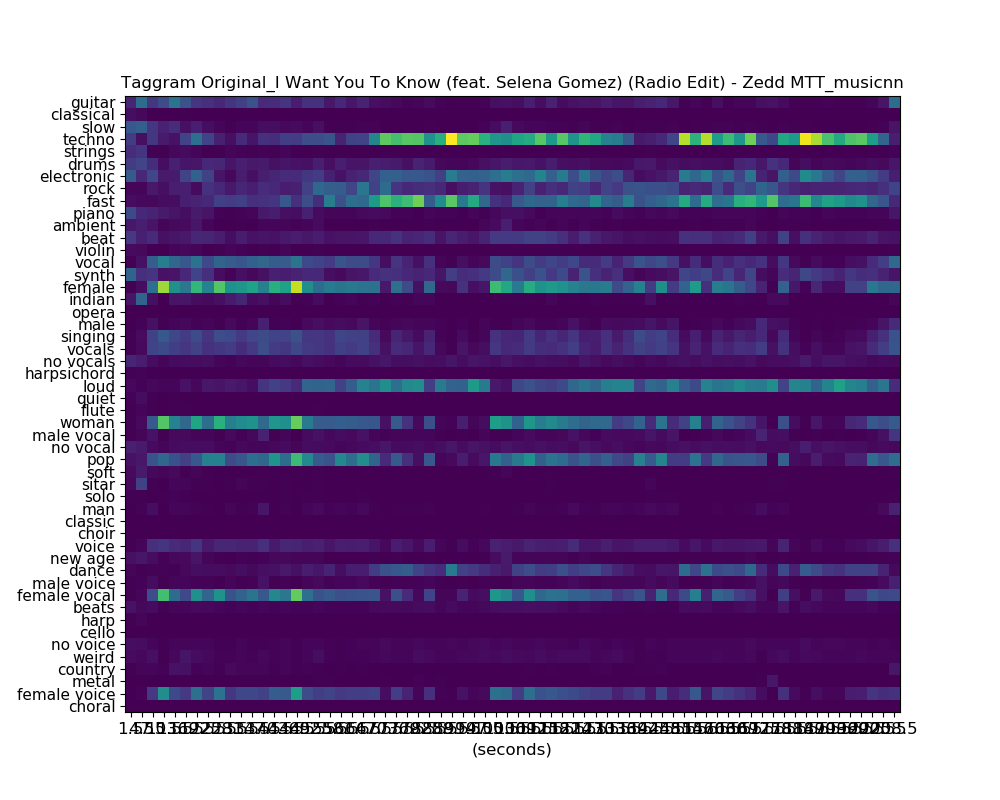 Taggram Original_I Want You To Know (feat. Selena Gomez) (Radio Edit) - Zedd MTT_musicnn
guitar
classical
slow
techno
strings
drums
electronic
rock
fast
piano
ambient
beat
violin
vocal
synth
female
indian
opera
male
singing
vocals
no vocals
harpsichord
loud
quiet
flute
woman
male vocal
no vocal
pop
soft
sitar
solo
man
classic
choir
voice
new age
dance
male voice
female vocal
beats
harp
cello
no voice
weird
country
metal
female voice
choral
(seconds)